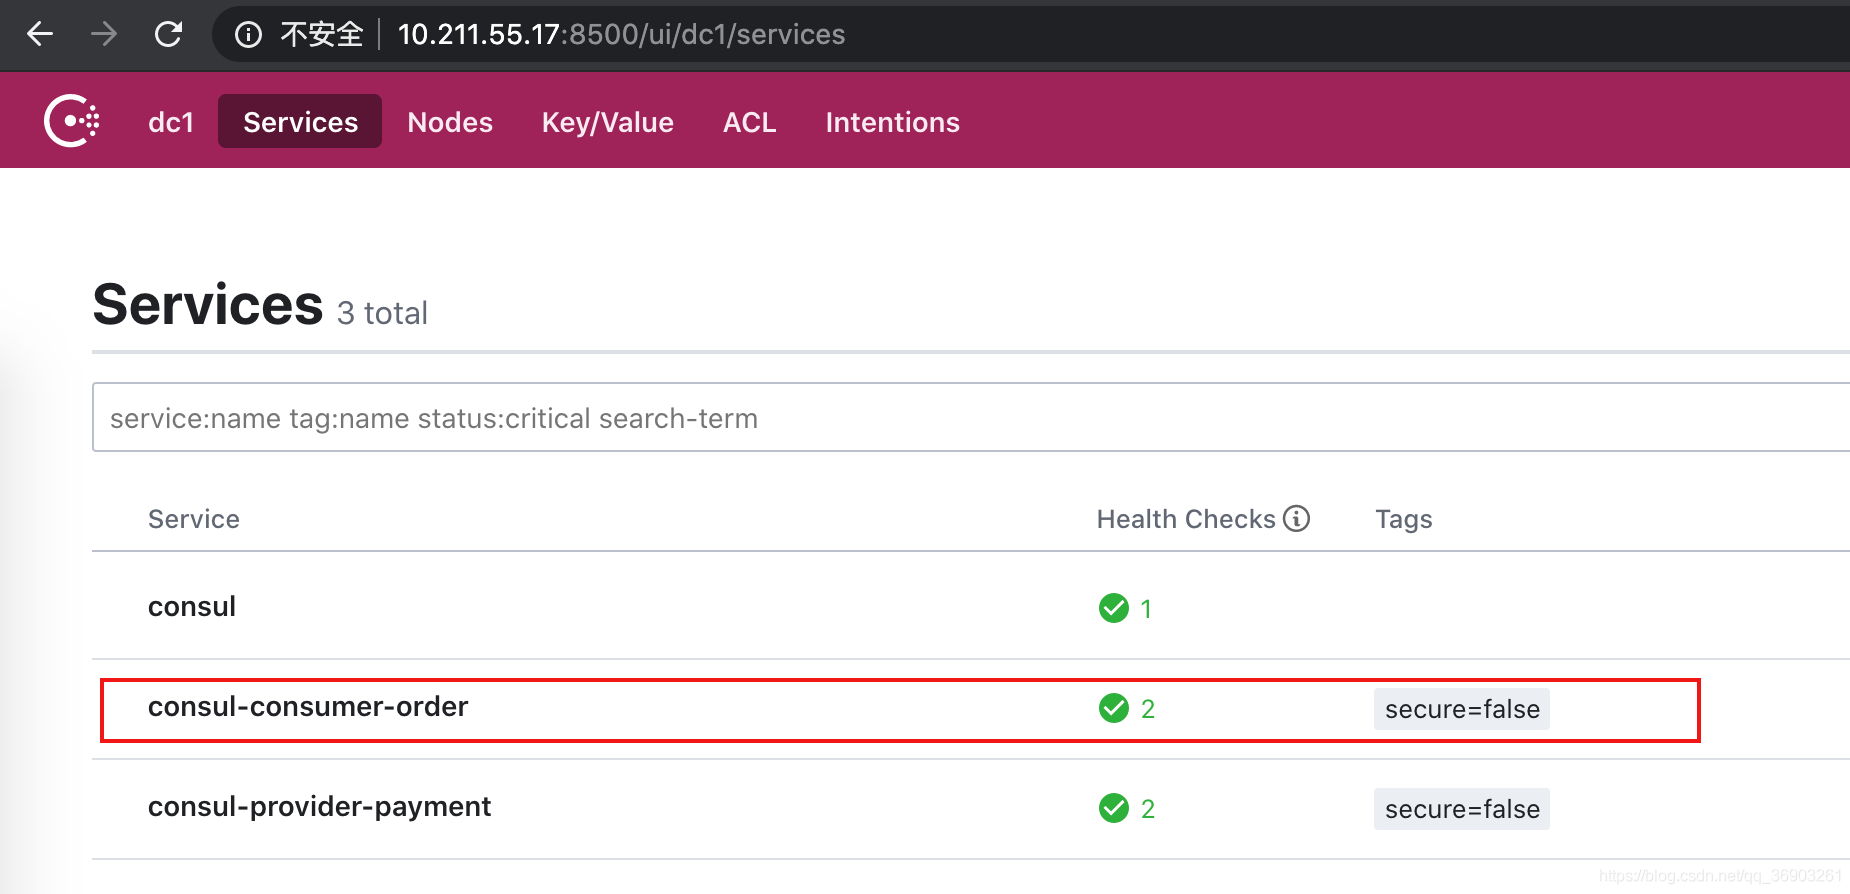 不安全 10.211.55.17:8500/ui/dc1/services
dc1 Services Nodes Key/Value ACL Intentions
Services 3 total
service:name tag:name status:critical search-term
Service Health Checks Tags
consul 1
consul-consumer-order 2 secure=false
consul-provider-payment 2 secure=false
https://blog.csdn.net/qq_36903261